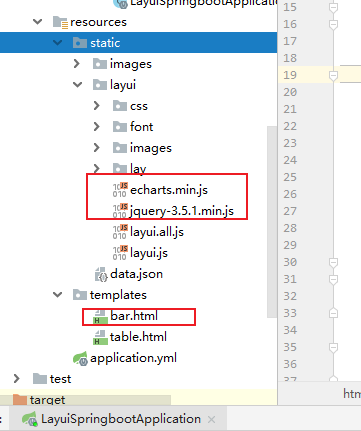 LayuiSpringbootApplication
resources
static
images
layui
css
font
images
lay
echarts.min.js
jquery-3.5.1.min.js
layui.all.js
layui.js
data.json
templates
bar.html
table.html
application.yml
test
target
15
16
17
18
19
20
21
22
23
24
25
26
27
28
29
30
31
32
33
34
35
36
37
htm
LayuiSpringbootApplication